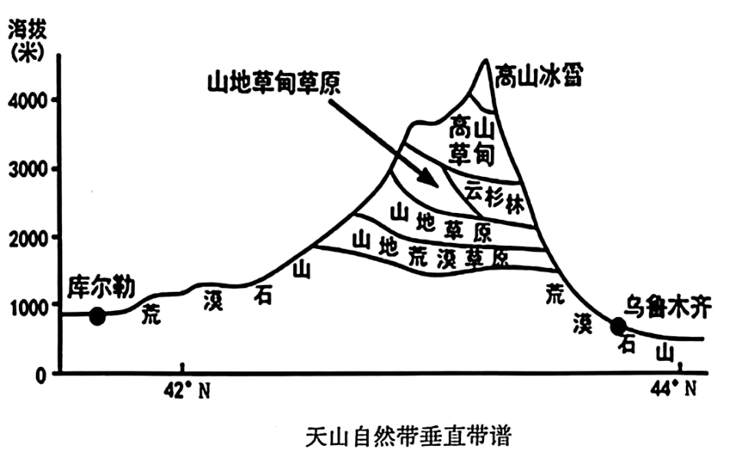 海拔
(米)
4000
3000
2000
1000
0
山地草甸草原
高山冰雪
高山
草甸
云杉林
山地草原
山地荒漠草原
库尔勒
荒漠石山
荒漠石山
乌鲁木齐
42°N
44°N
天山自然带垂直带谱